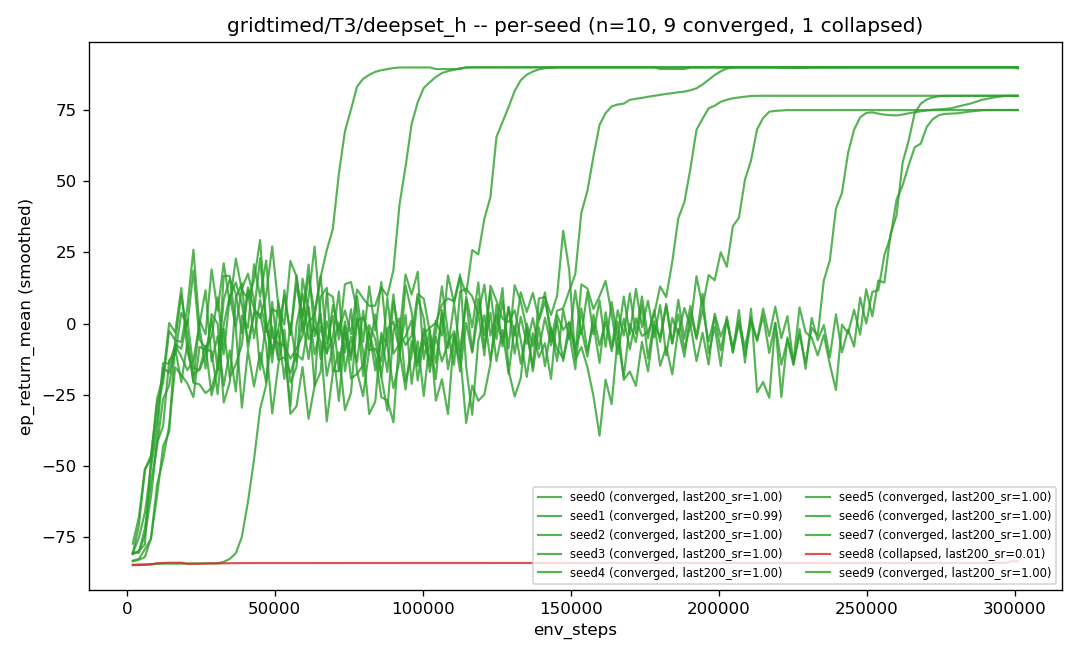 gridtimed/T3/deepset_h -- per-seed (n=10, 9 converged, 1 collapsed)
ep_return_mean (smoothed)
75
50
25
0
−25
−50
−75
seed0 (converged, last200_sr=1.00)
seed1 (converged, last200_sr=0.99)
seed2 (converged, last200_sr=1.00)
seed3 (converged, last200_sr=1.00)
seed4 (converged, last200_sr=1.00)
seed5 (converged, last200_sr=1.00)
seed6 (converged, last200_sr=1.00)
seed7 (converged, last200_sr=1.00)
seed8 (collapsed, last200_sr=0.01)
seed9 (converged, last200_sr=1.00)
0
50000
100000
150000
200000
250000
300000
env_steps